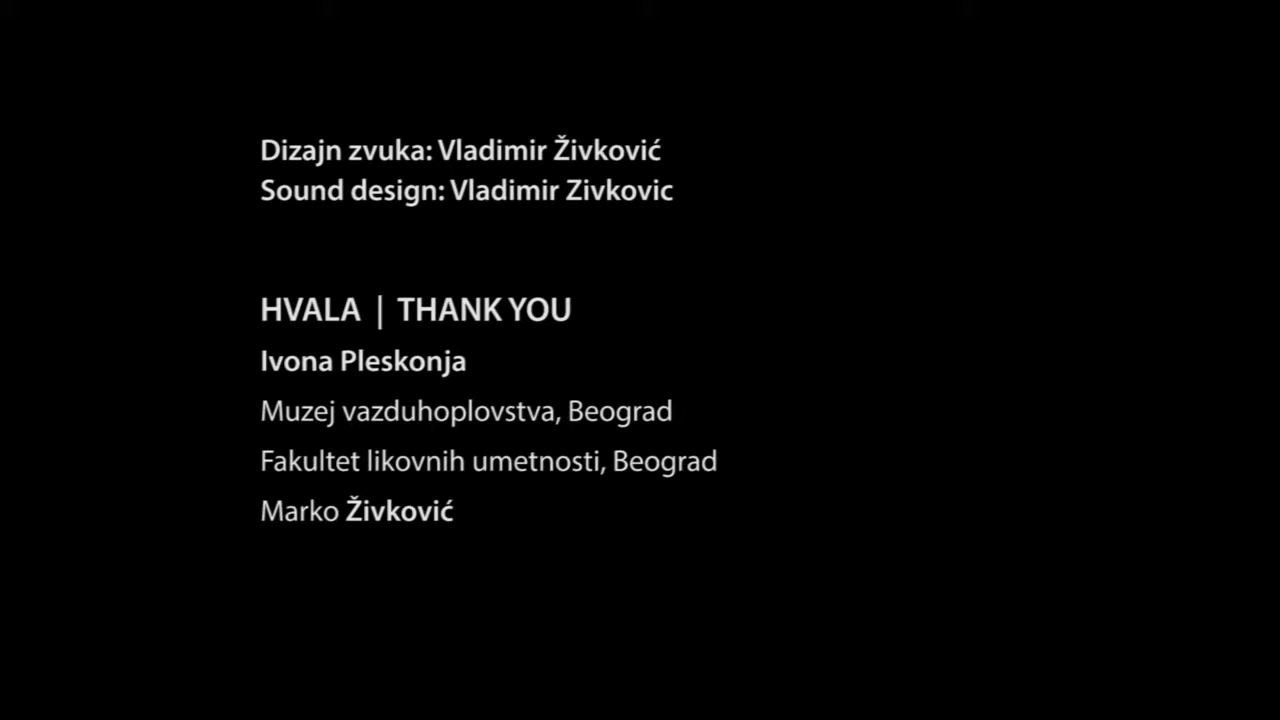 Dizajn zvuka: Vladimir Živković
Sound design: Vladimir Zivkovic
HVALA | THANK YOU
Ivona Pleskonja
Muzej vazduhoplovstva, Beograd
Fakultet likovnih umetnosti, Beograd
Marko Živković